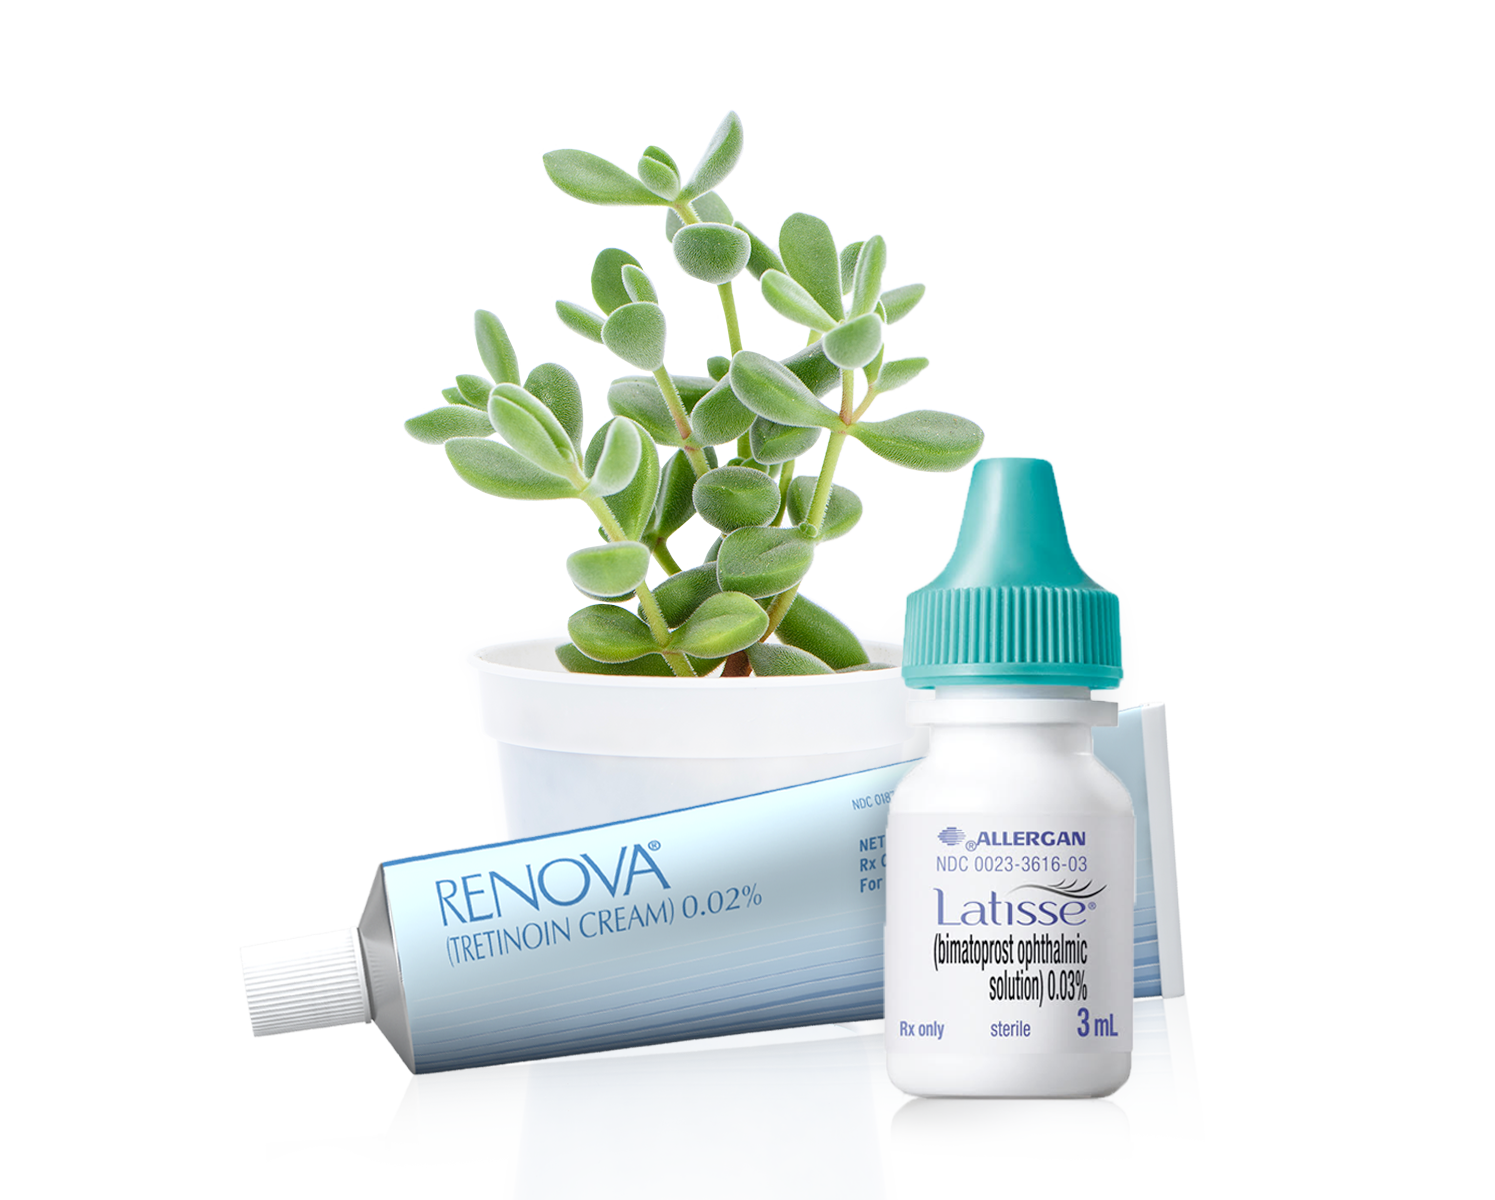 RENOVA®
(TRETINOIN CREAM) 0.02%
NDC
NET
Rx
For
® ALLERGAN
NDC 0023-3616-03
Latisse®
(bimatoprost ophthalmic
solution) 0.03%
Rx only sterile 3 mL